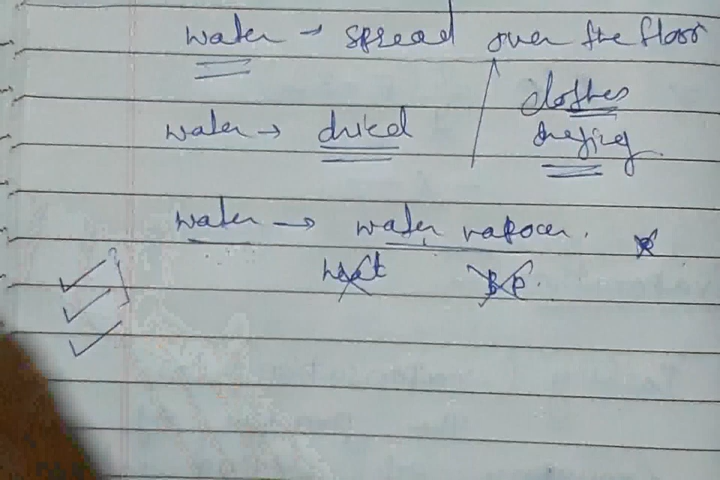 water → spread over the floor
clothes
water → dried
drying
water → water vapour.
heat B.P.